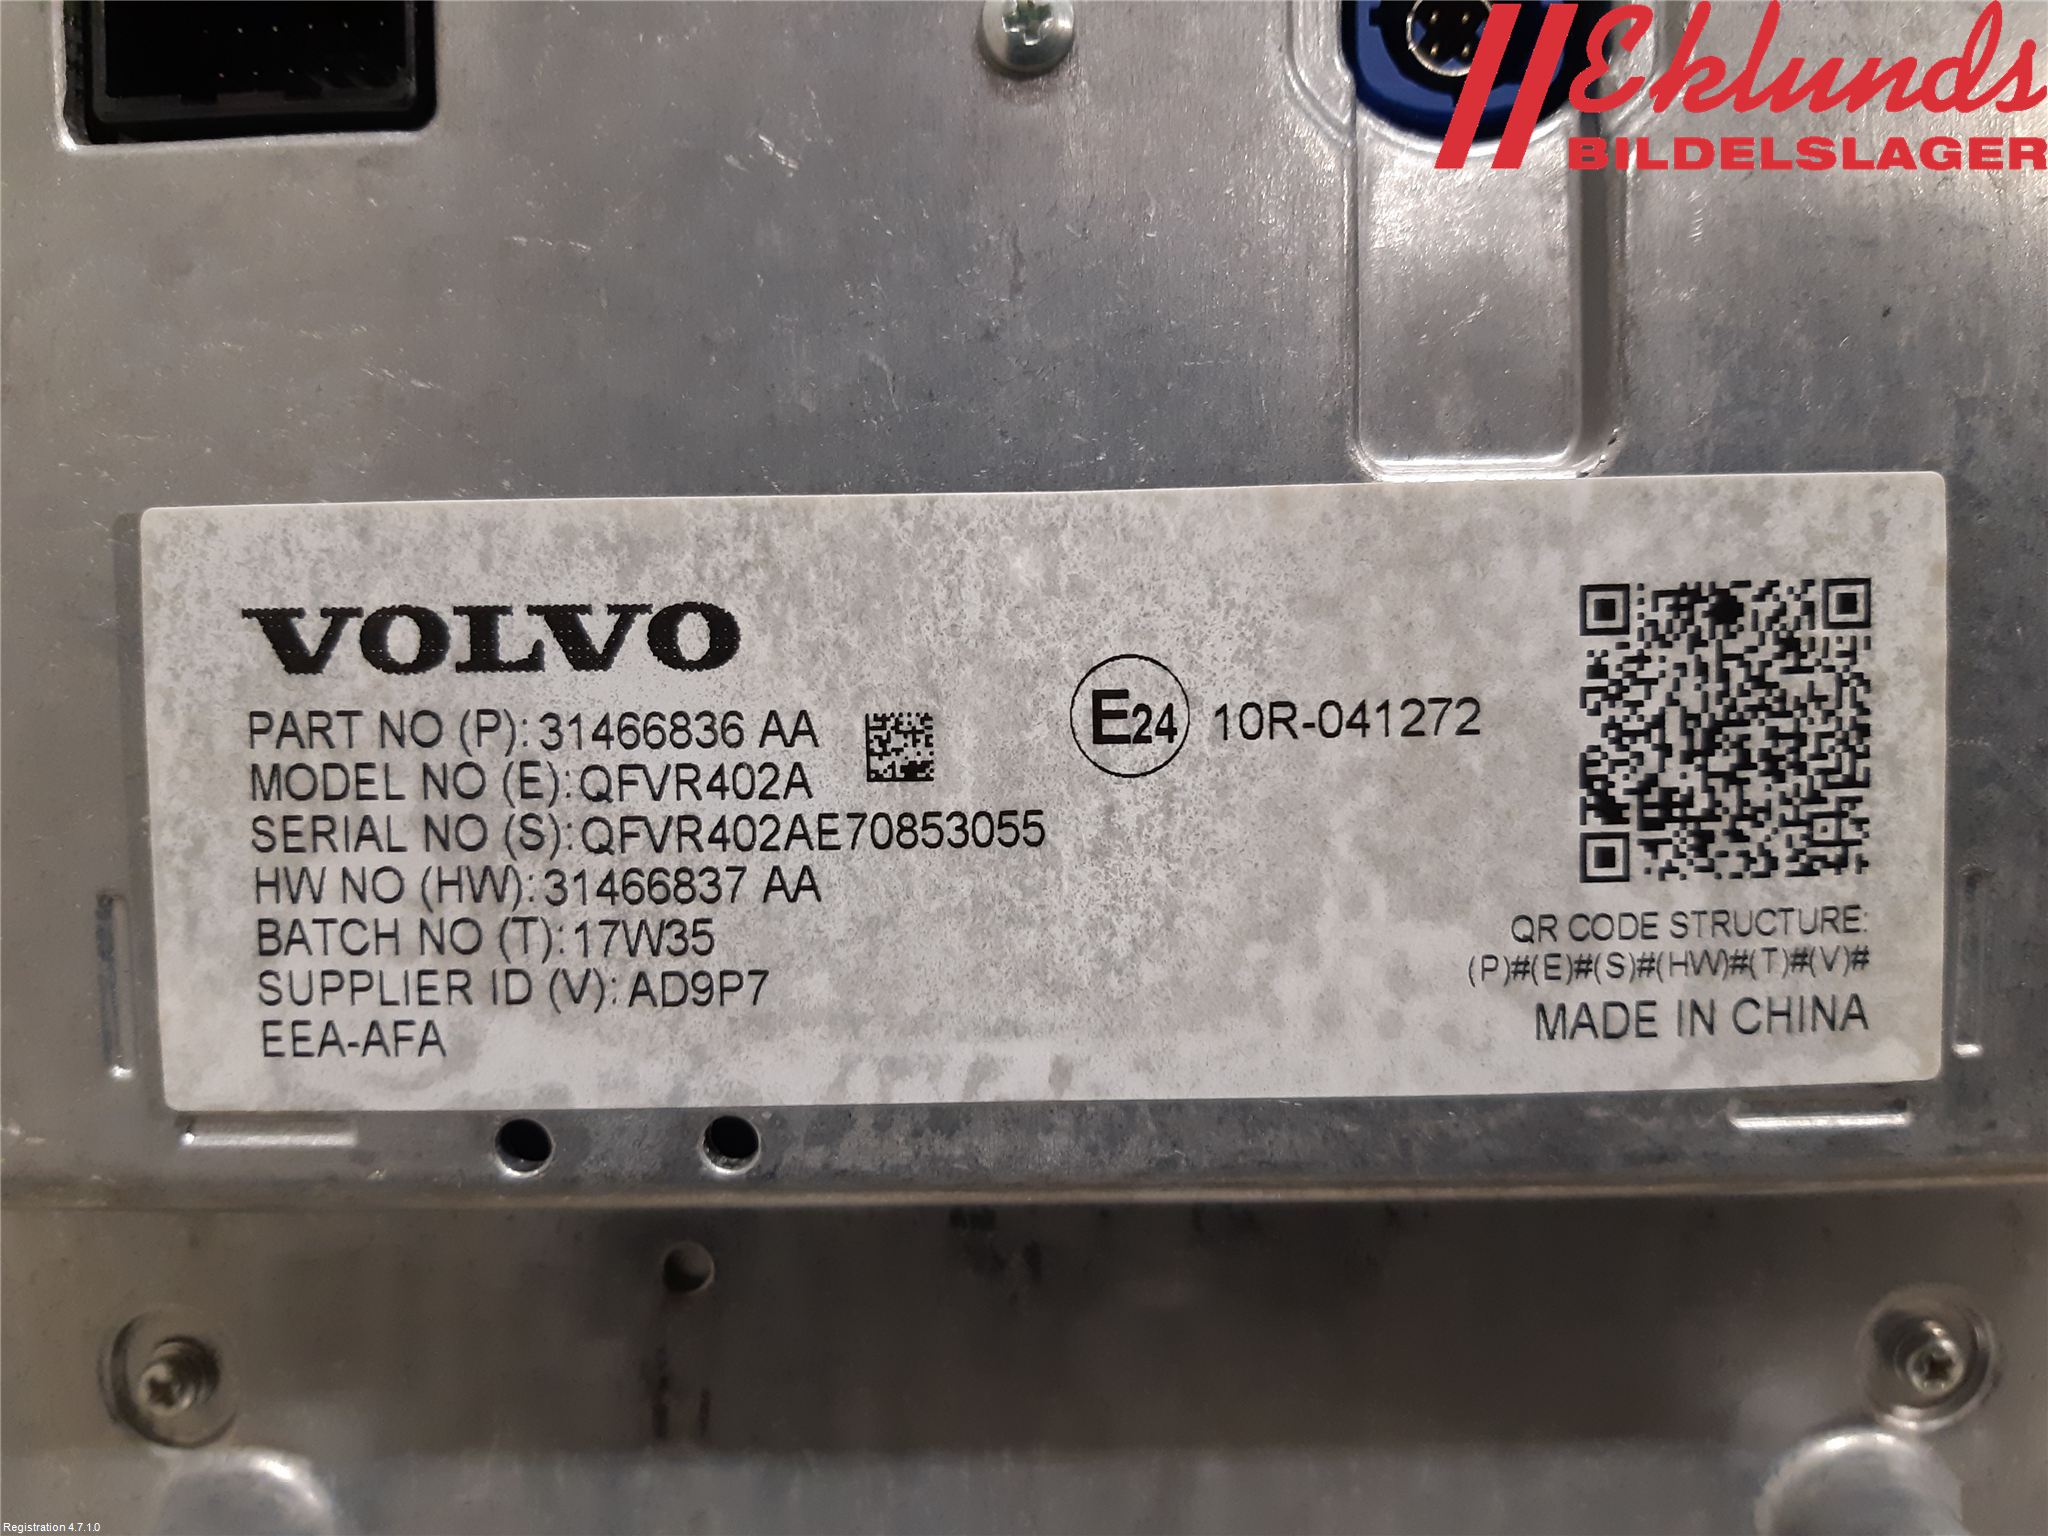 Eklunds
BILDELSLAGER
VOLVO
PART NO (P): 31466836 AA
MODEL NO (E): QFVR402A
SERIAL NO (S): QFVR402AE70853055
HW NO (HW): 31466837 AA
BATCH NO (T): 17W35
SUPPLIER ID (V): AD9P7
EEA-AFA
E24 10R-041272
QR CODE STRUCTURE:
(P)#(E)#(S)#(HW)#(T)#(V)#
MADE IN CHINA
Registration 4.7.1.0